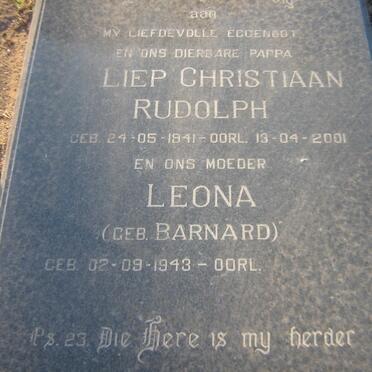 aan
MY LIEFDEVOLLE EGGENOOT
EN ONS DIERBARE PAPPA
LIEP CHRISTIAAN
RUDOLPH
GEB. 24-05-1941 - OORL. 13-04-2001
EN ONS MOEDER
LEONA
(GEB. BARNARD)
GEB. 02-09-1943 - OORL.
Ps. 23. Die Here is my herder